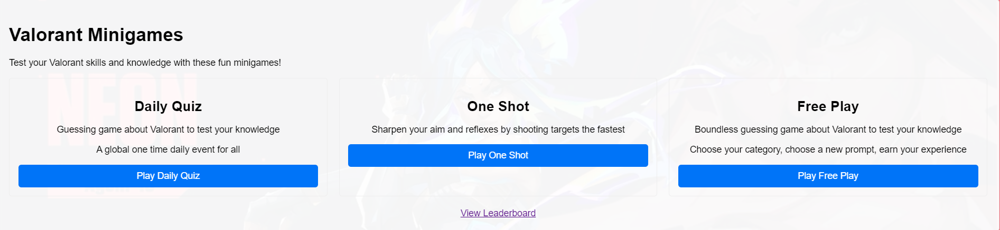 Valorant Minigames
Test your Valorant skills and knowledge with these fun minigames!
NEON
Daily Quiz
Guessing game about Valorant to test your knowledge
A global one time daily event for all
Play Daily Quiz
One Shot
Sharpen your aim and reflexes by shooting targets the fastest
Play One Shot
Free Play
Boundless guessing game about Valorant to test your knowledge
Choose your category, choose a new prompt, earn your experience
Play Free Play
View Leaderboard